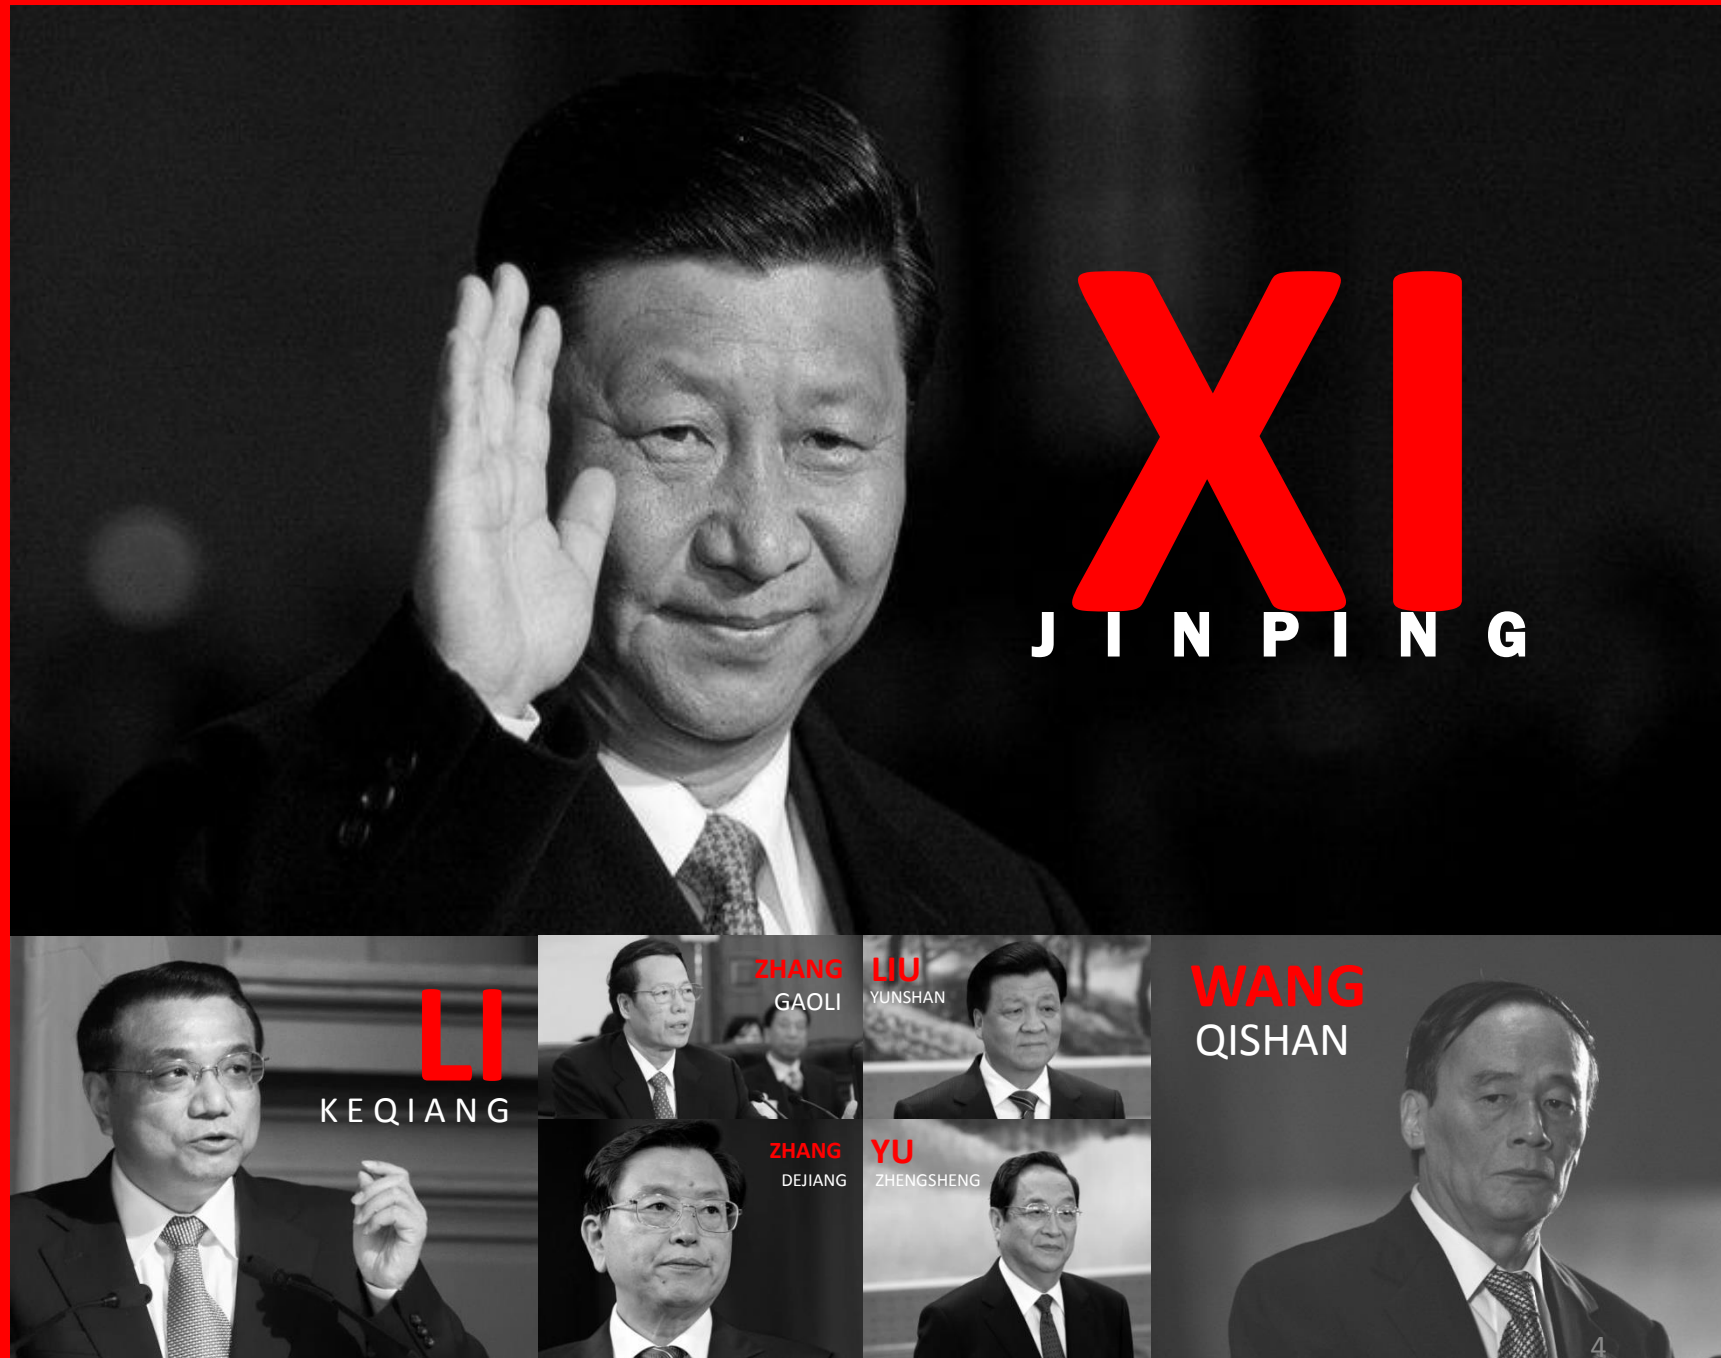 XI
JINPING
LI
KEQIANG
ZHANG
GAOLI
LIU
YUNSHAN
ZHANG
DEJIANG
YU
ZHENGSHENG
WANG
QISHAN
4